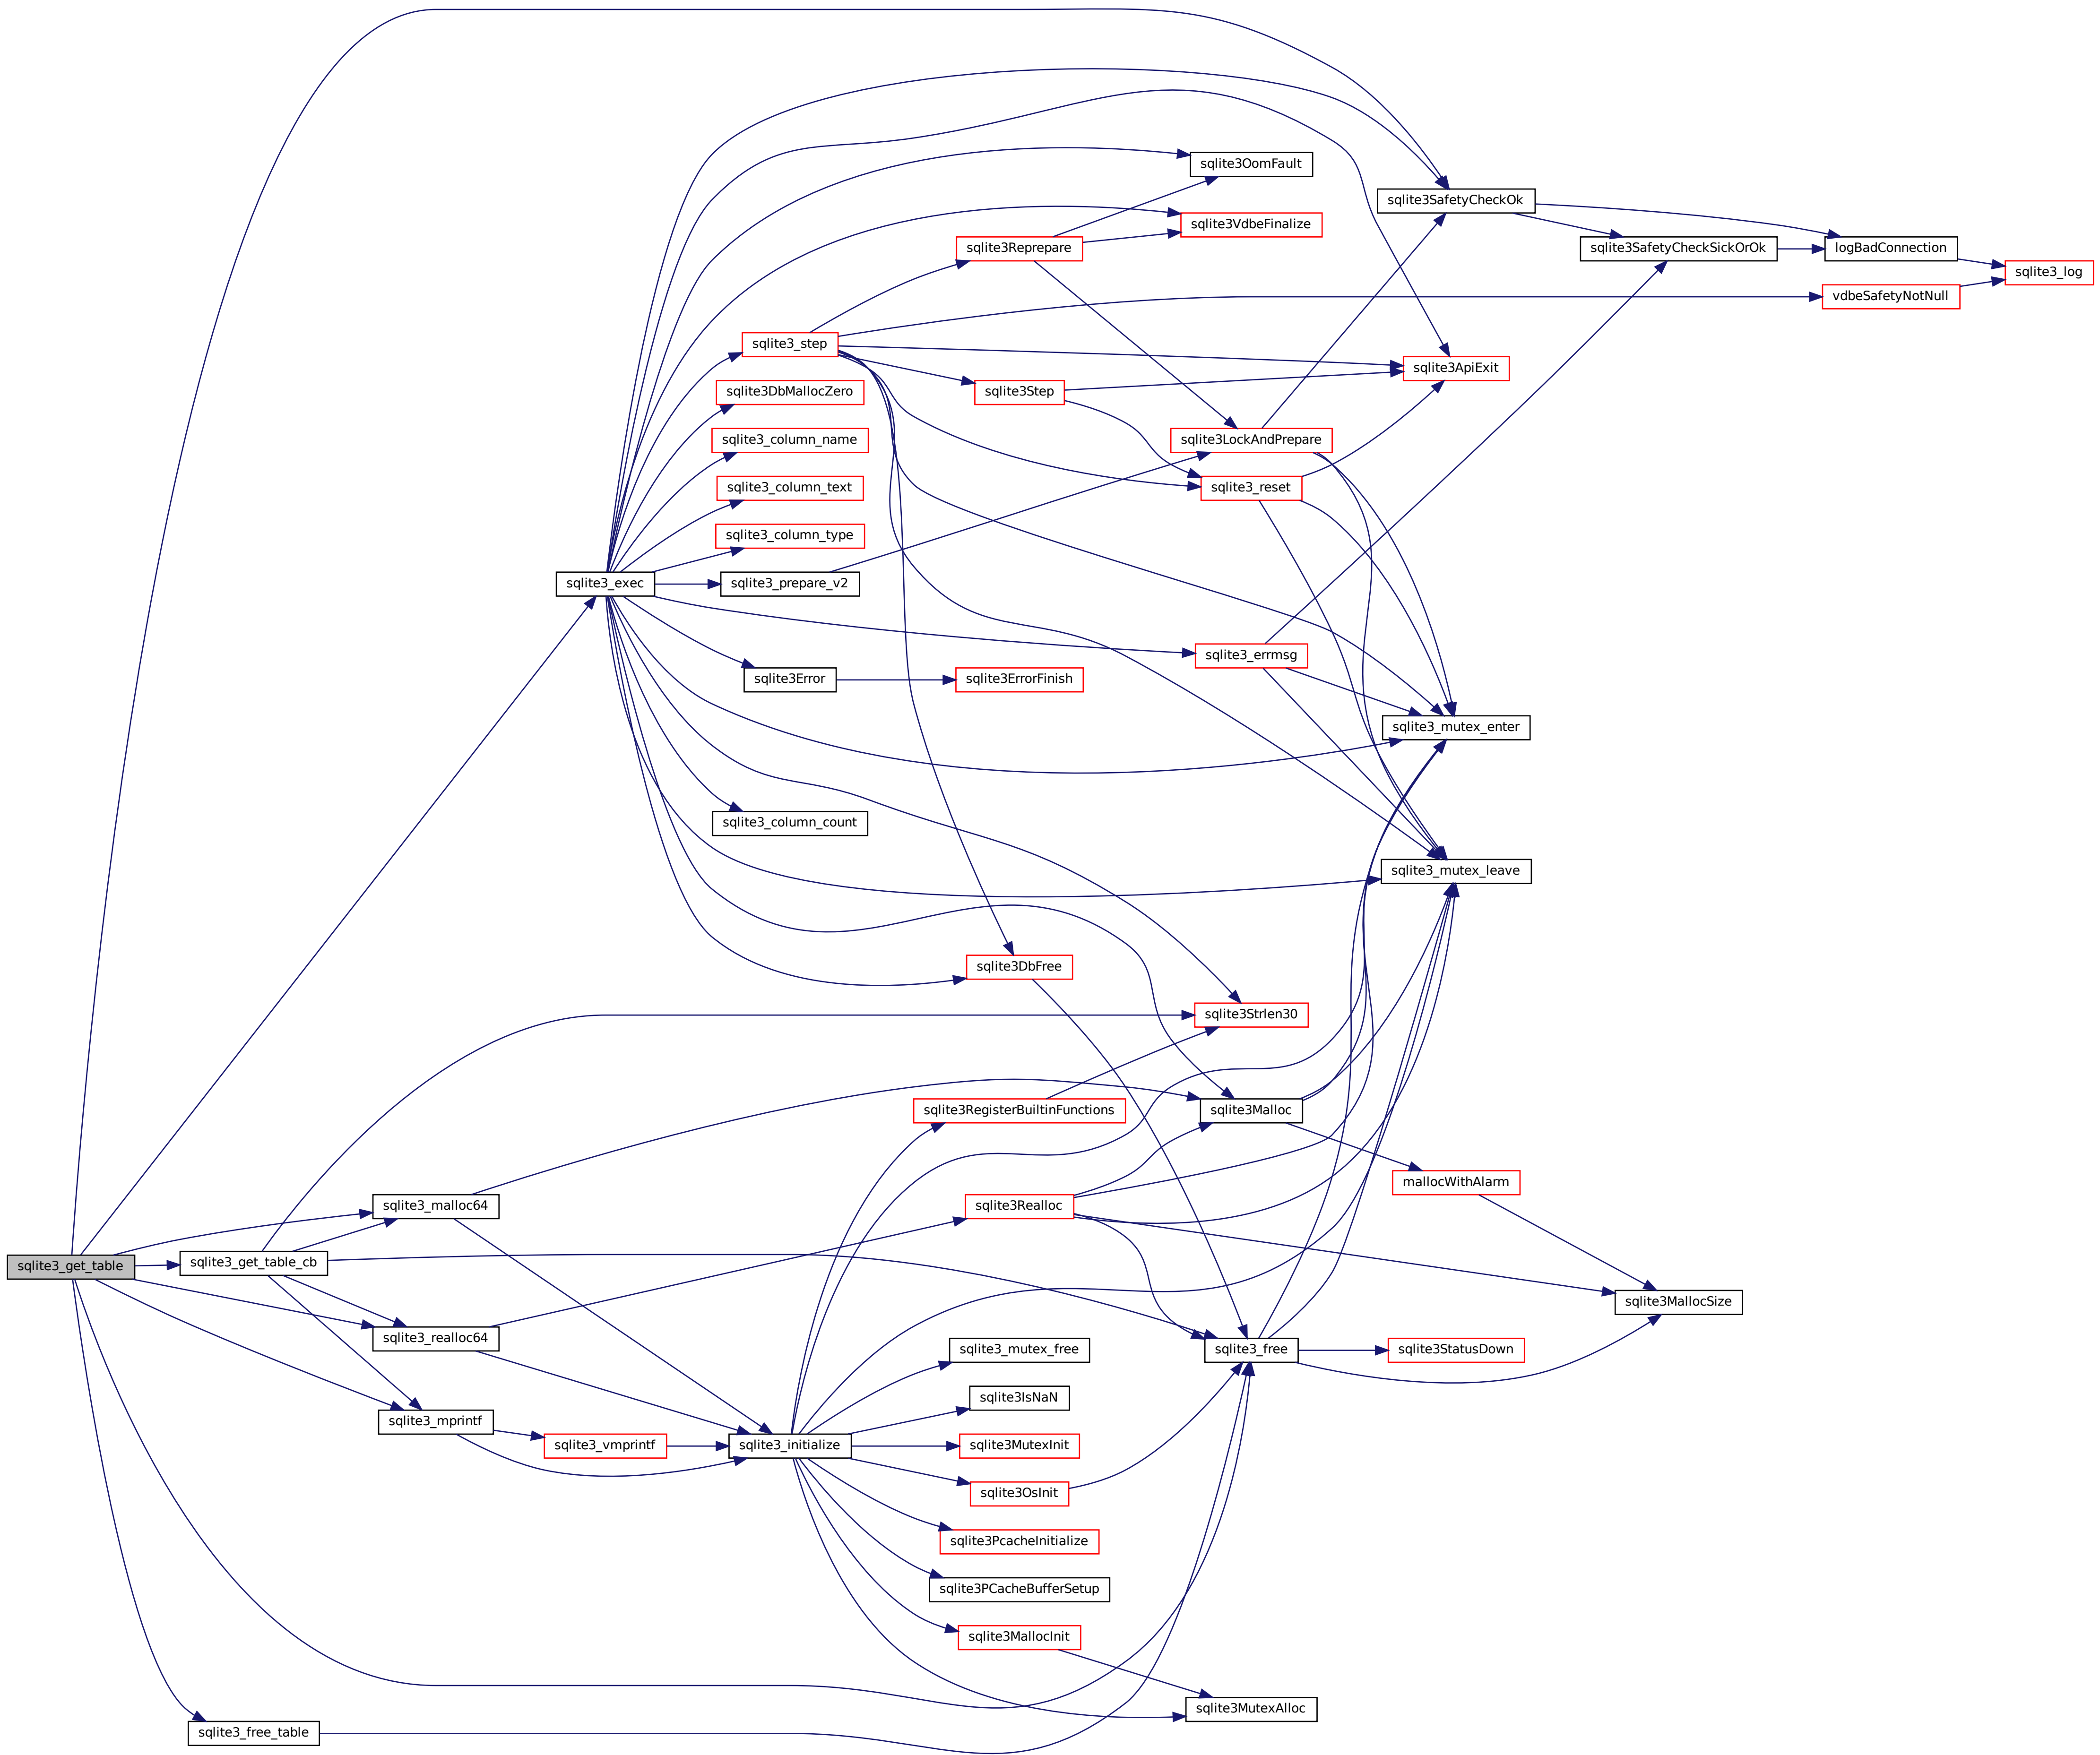 sqlite3OomFault
sqlite3SafetyCheckOk
sqlite3VdbeFinalize
sqlite3Reprepare
sqlite3SafetyCheckSickOrOk
logBadConnection
sqlite3_log
vdbeSafetyNotNull
sqlite3_step
sqlite3ApiExit
sqlite3DbMallocZero
sqlite3Step
sqlite3_column_name
sqlite3LockAndPrepare
sqlite3_column_text
sqlite3_reset
sqlite3_column_type
sqlite3_exec
sqlite3_prepare_v2
sqlite3_errmsg
sqlite3Error
sqlite3ErrorFinish
sqlite3_mutex_enter
sqlite3_column_count
sqlite3_mutex_leave
sqlite3DbFree
sqlite3Strlen30
sqlite3RegisterBuiltinFunctions
sqlite3Malloc
mallocWithAlarm
sqlite3_malloc64
sqlite3Realloc
sqlite3_get_table
sqlite3_get_table_cb
sqlite3MallocSize
sqlite3_realloc64
sqlite3_mutex_free
sqlite3_free
sqlite3StatusDown
sqlite3IsNaN
sqlite3_mprintf
sqlite3_vmprintf
sqlite3_initialize
sqlite3MutexInit
sqlite3OsInit
sqlite3PcacheInitialize
sqlite3PCacheBufferSetup
sqlite3MallocInit
sqlite3MutexAlloc
sqlite3_free_table